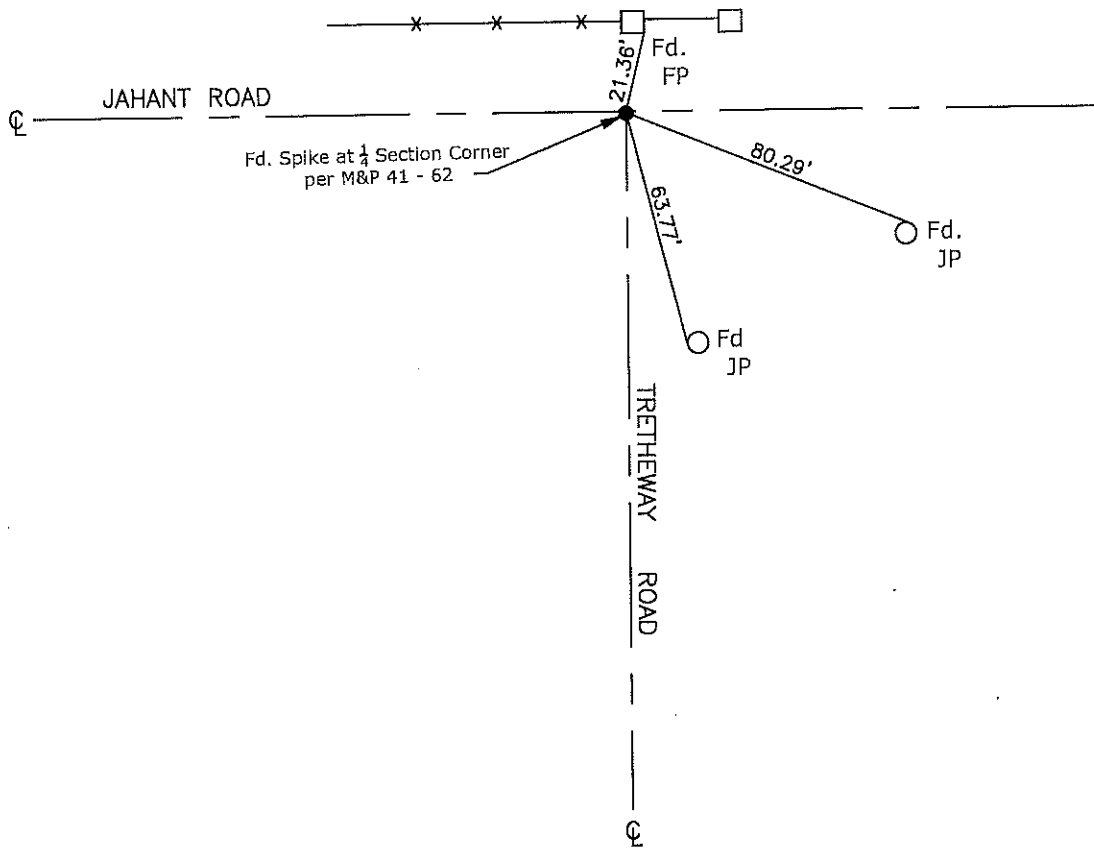 21.36'
Fd.
FP
JAHANT ROAD
℄
Fd. Spike at 1/4 Section Corner
per M&P 41 - 62
80.29'
63.77'
Fd.
JP
Fd
JP
TRETHEWAY ROAD
℄